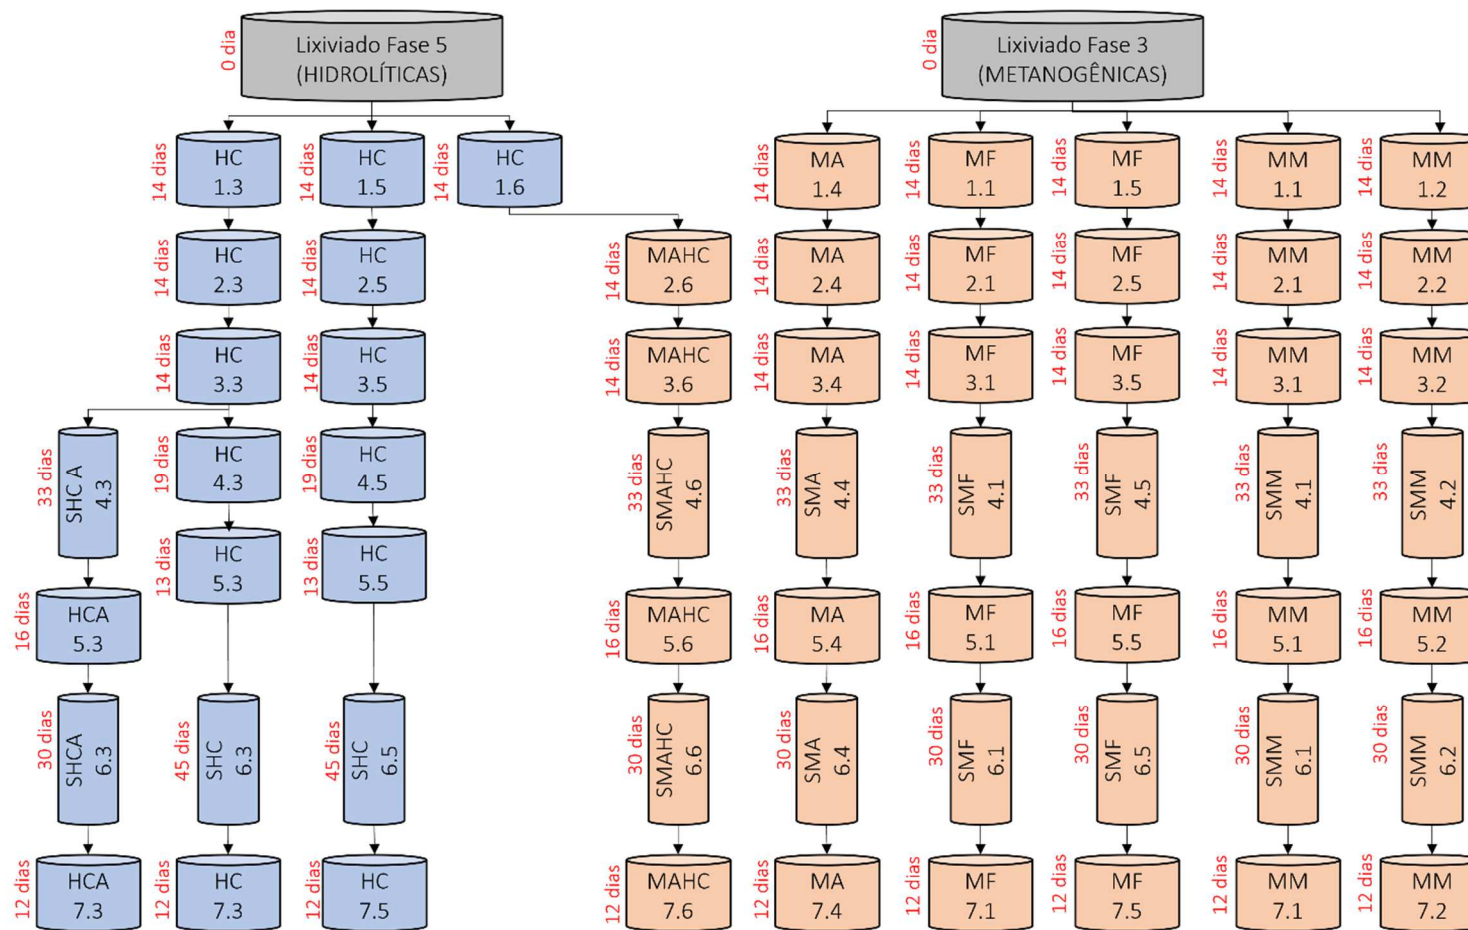 0 dia
Lixiviado Fase 5
(HIDROLÍTICAS)
0 dia
Lixiviado Fase 3
(METANOGÊNICAS)
14 dias
HC
1.3
14 dias
HC
1.5
14 dias
HC
1.6
14 dias
MA
1.4
14 dias
MF
1.1
14 dias
MF
1.5
14 dias
MM
1.1
14 dias
MM
1.2
14 dias
HC
2.3
14 dias
HC
2.5
14 dias
MAHC
2.6
14 dias
MA
2.4
14 dias
MF
2.1
14 dias
MF
2.5
14 dias
MM
2.1
14 dias
MM
2.2
14 dias
HC
3.3
14 dias
HC
3.5
14 dias
MAHC
3.6
14 dias
MA
3.4
14 dias
MF
3.1
14 dias
MF
3.5
14 dias
MM
3.1
14 dias
MM
3.2
33 dias
SHC A
4.3
19 dias
HC
4.3
19 dias
HC
4.5
33 dias
SMAHC
4.6
33 dias
SMA
4.4
33 dias
SMF
4.1
33 dias
SMF
4.5
33 dias
SMM
4.1
33 dias
SMM
4.2
13 dias
HC
5.3
13 dias
HC
5.5
16 dias
HCA
5.3
16 dias
MAHC
5.6
16 dias
MA
5.4
16 dias
MF
5.1
16 dias
MF
5.5
16 dias
MM
5.1
16 dias
MM
5.2
30 dias
SHCA
6.3
45 dias
SHC
6.3
45 dias
SHC
6.5
30 dias
SMAHC
6.6
30 dias
SMA
6.4
30 dias
SMF
6.1
30 dias
SMF
6.5
30 dias
SMM
6.1
30 dias
SMM
6.2
12 dias
HCA
7.3
12 dias
HC
7.3
12 dias
HC
7.5
12 dias
MAHC
7.6
12 dias
MA
7.4
12 dias
MF
7.1
12 dias
MF
7.5
12 dias
MM
7.1
12 dias
MM
7.2